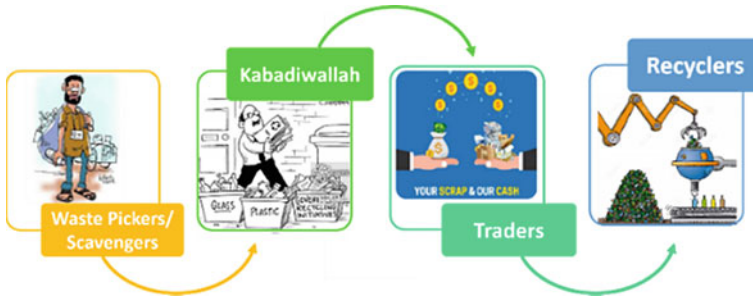 Waste Pickers/
Scavengers
Kabadiwallah
GLASS
PLASTIC
YOUR SCRAP & OUR CASH
Traders
Recyclers